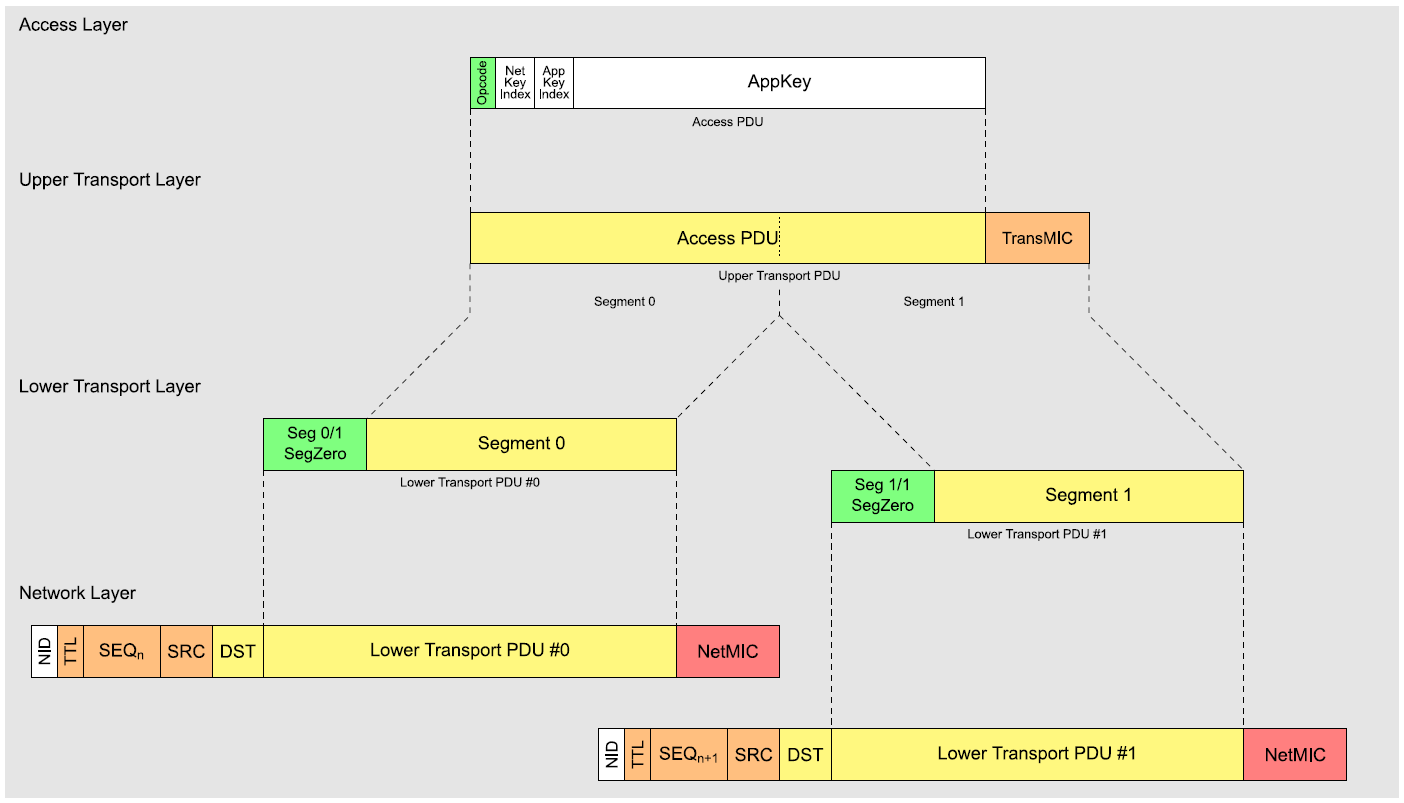 Access Layer
Opcode
Net
Key
Index
App
Key
Index
AppKey
Access PDU
Upper Transport Layer
Access PDU
TransMIC
Upper Transport PDU
Segment 0
Segment 1
Lower Transport Layer
Seg 0/1
SegZero
Segment 0
Lower Transport PDU #0
Seg 1/1
SegZero
Segment 1
Lower Transport PDU #1
Network Layer
NID
TTL
SEQn
SRC
DST
Lower Transport PDU #0
NetMIC
NID
TTL
SEQn+1
SRC
DST
Lower Transport PDU #1
NetMIC